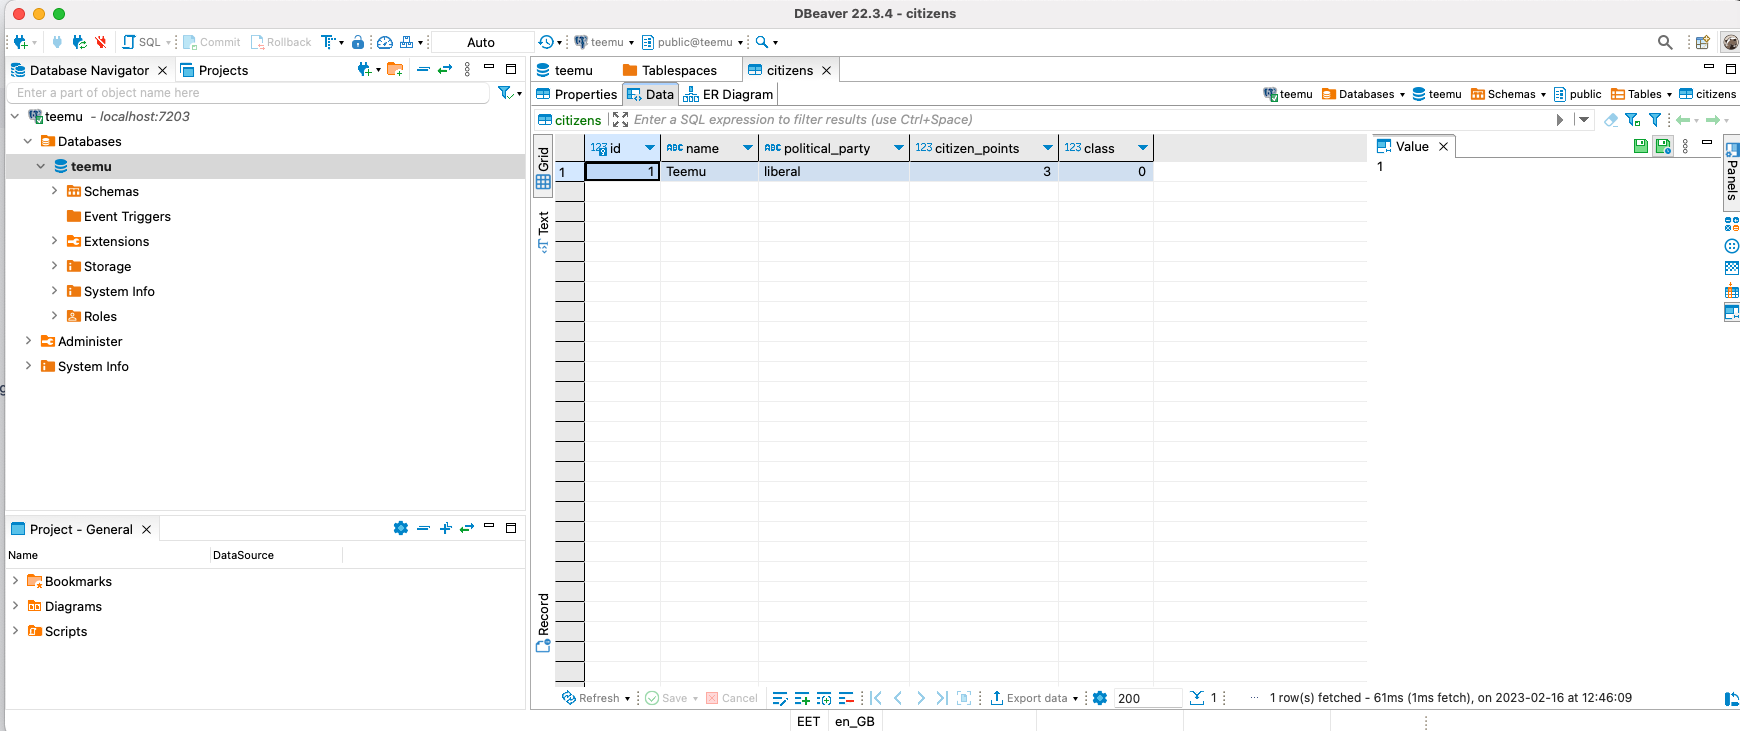 DBeaver 22.3.4 - citizens
SQL Commit Rollback Auto teemu public@teemu
Database Navigator Projects
Enter a part of object name here
teemu - localhost:7203
Databases
teemu
Schemas
Event Triggers
Extensions
Storage
System Info
Roles
Administer
System Info
Project - General
Name DataSource
Bookmarks
Diagrams
Scripts
teemu Tablespaces citizens
Properties Data ER Diagram teemu Databases teemu Schemas public Tables citizens
citizens Enter a SQL expression to filter results (use Ctrl+Space)
Grid
Text
Record
123 id ABC name ABC political_party 123 citizen_points 123 class
1 1 Teemu liberal 3 0
Value
1
Panels
Refresh Save Cancel Export data 200 1 1 row(s) fetched - 61ms (1ms fetch), on 2023-02-16 at 12:46:09
EET en_GB